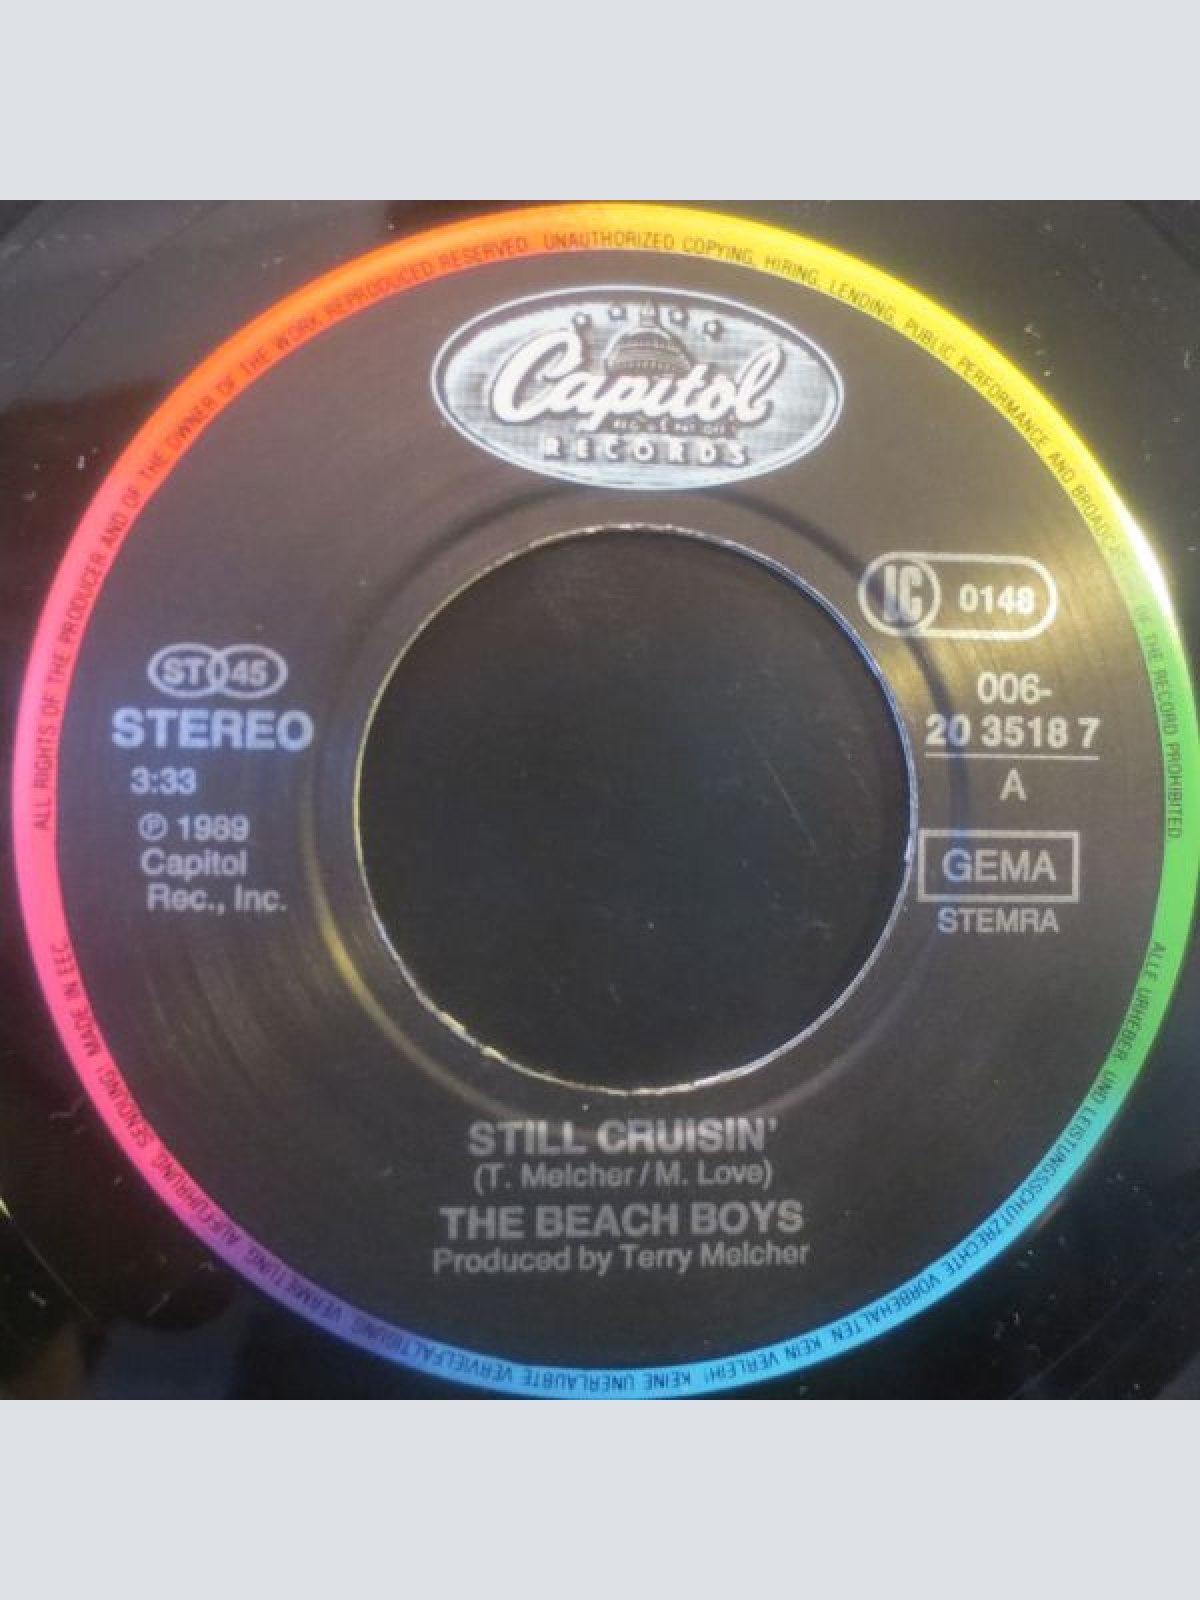 ALL RIGHTS OF THE PRODUCER AND OF THE OWNER OF THE WORK REPRODUCED RESERVED. UNAUTHORIZED COPYING, HIRING, LENDING, PUBLIC PERFORMANCE AND BROADCAS OF THE RECORD PROHIBITED.
Capitol
RECORDS
LC 0148
ST 45
STEREO
3:33
℗ 1989
Capitol
Rec., Inc.
006-
20 3518 7
A
GEMA
STEMRA
STILL CRUISIN'
(T. Melcher / M. Love)
THE BEACH BOYS
Produced by Terry Melcher
ALLE URHEBER- UND LEISTUNGSSCHUTZRECHTE VORBEHALTEN. KEIN VERLEIH! KEINE UNERLAUBTE VERVIELFÄLTIGUNG, VERMIETUNG, AUFFÜHRUNG, SENDUNG! MADE IN EEC